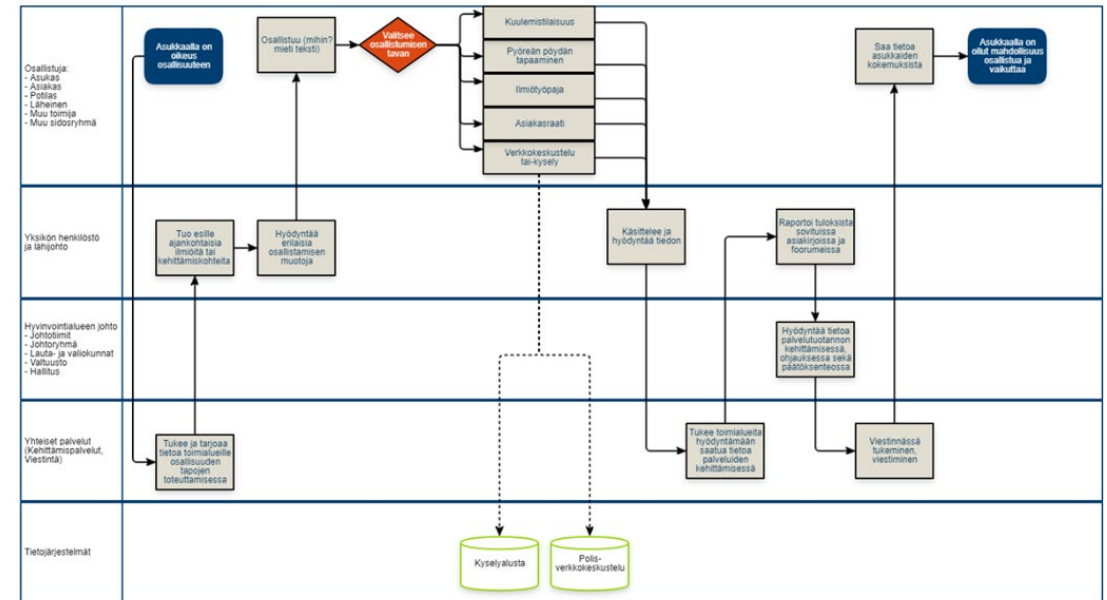 Osallistuja:
- Asukas
- Asiakas
- Potilas
- Läheinen
- Muu toimija
- Muu sidosryhmä
Asukkaalla on
oikeus
osallisuuteen
Osallistuu (mihin?
mieti teksti)
Valitsee
osallistumisen
tavan
Kuulemistilaisuus
Pyöreän pöydän
tapaaminen
Ilmiötyöpaja
Asiakasraati
Verkkokeskustelu
tai-kysely
Saa tietoa
asukkaiden
kokemuksista
Asukkaalla on
ollut mahdollisuus
osallistua ja
vaikuttaa
Yksikön henkilöstö
ja lähijohto
Tuo esille
ajankohtaisia
ilmiöitä tai
kehittämiskohteita
Hyödyntää
erilaisia
osallistamisen
muotoja
Käsittelee ja
hyödyntää tiedon
Raportoi tuloksista
sovituissa
asiakirjoissa ja
foorumeissa
Hyvinvointialueen johto
- Johtotiimit
- Johtoryhmä
- Lauta- ja valiokunnat
- Valtuusto
- Hallitus
Hyödyntää tietoa
palvelutuotannon
kehittämisessä,
ohjauksessa sekä
päätöksenteossa
Yhteiset palvelut
(Kehittämispalvelut,
Viestintä)
Tukee ja tarjoaa
tietoa toimialueille
osallisuuden
tapojen
toteuttamisessa
Tukee toimialueita
hyödyntämään
saatua tietoa
palveluiden
kehittämisessä
Viestinnässä
tukeminen,
viestiminen
Tietojärjestelmät
Kyselyalusta
Polis-
verkkokeskustelu